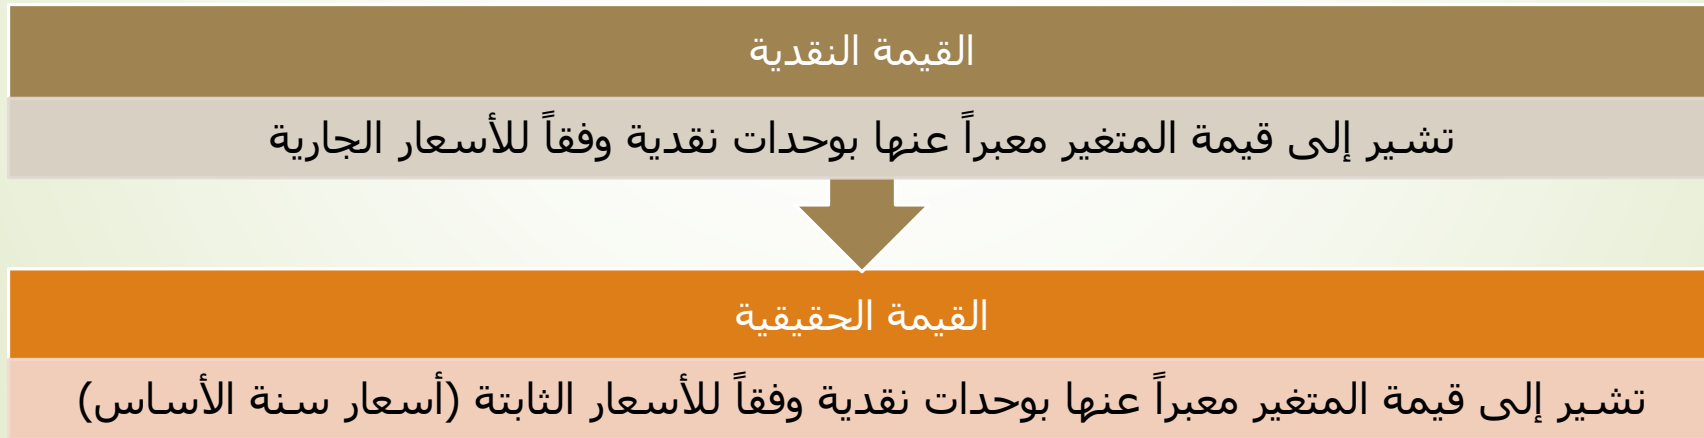 القيمة النقدية
تشير إلى قيمة المتغير معبراً عنها بوحدات نقدية وفقاً للأسعار الجارية
القيمة الحقيقية
تشير إلى قيمة المتغير معبراً عنها بوحدات نقدية وفقاً للأسعار الثابتة (أسعار سنة الأساس)